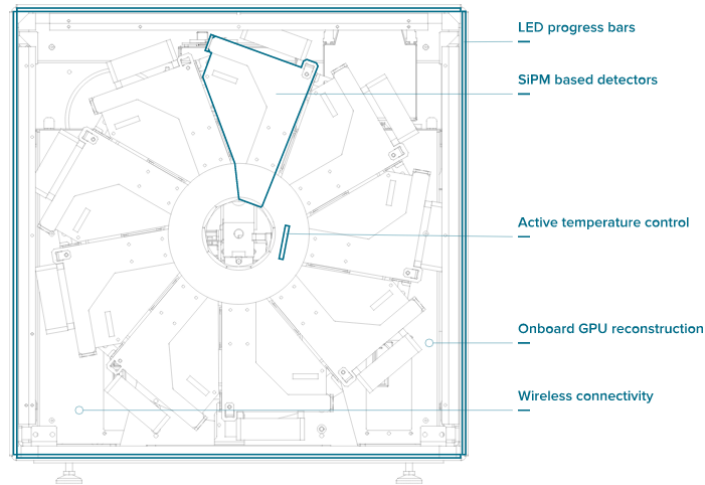 LED progress bars
SiPM based detectors
Active temperature control
Onboard GPU reconstruction
Wireless connectivity